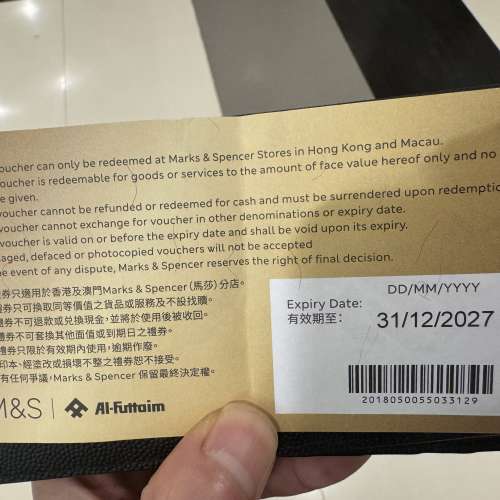 oucher can only be redeemed at Marks & Spencer Stores in Hong Kong and Macau.
oucher is redeemable for goods or services to the amount of face value hereof only and no
e given.
voucher cannot be refunded or redeemed for cash and must be surrendered upon redemptio
voucher cannot exchange for voucher in other denominations or expiry date.
voucher is valid on or before the expiry date and shall be void upon its expiry.
aged, defaced or photocopied vouchers will not be accepted
he event of any dispute, Marks & Spencer reserves the right of final decision.
券只適用於香港及澳門Marks & Spencer (馬莎) 分店。
券只可換取同等價值之貨品或服務及不設找贖。
券不可退款或兌換現金，並將於使用後被收回。
券不可套換其他面值或到期日之禮券。
券只限於有效期內使用，逾期作廢。
印本、經塗改或損壞不整之禮券恕不接受。
有任何爭議，Marks & Spencer 保留最終決定權。
M&S | Al-Futtaim
DD/MM/YYYY
Expiry Date:
有效期至：
31/12/2027
2018050055033129